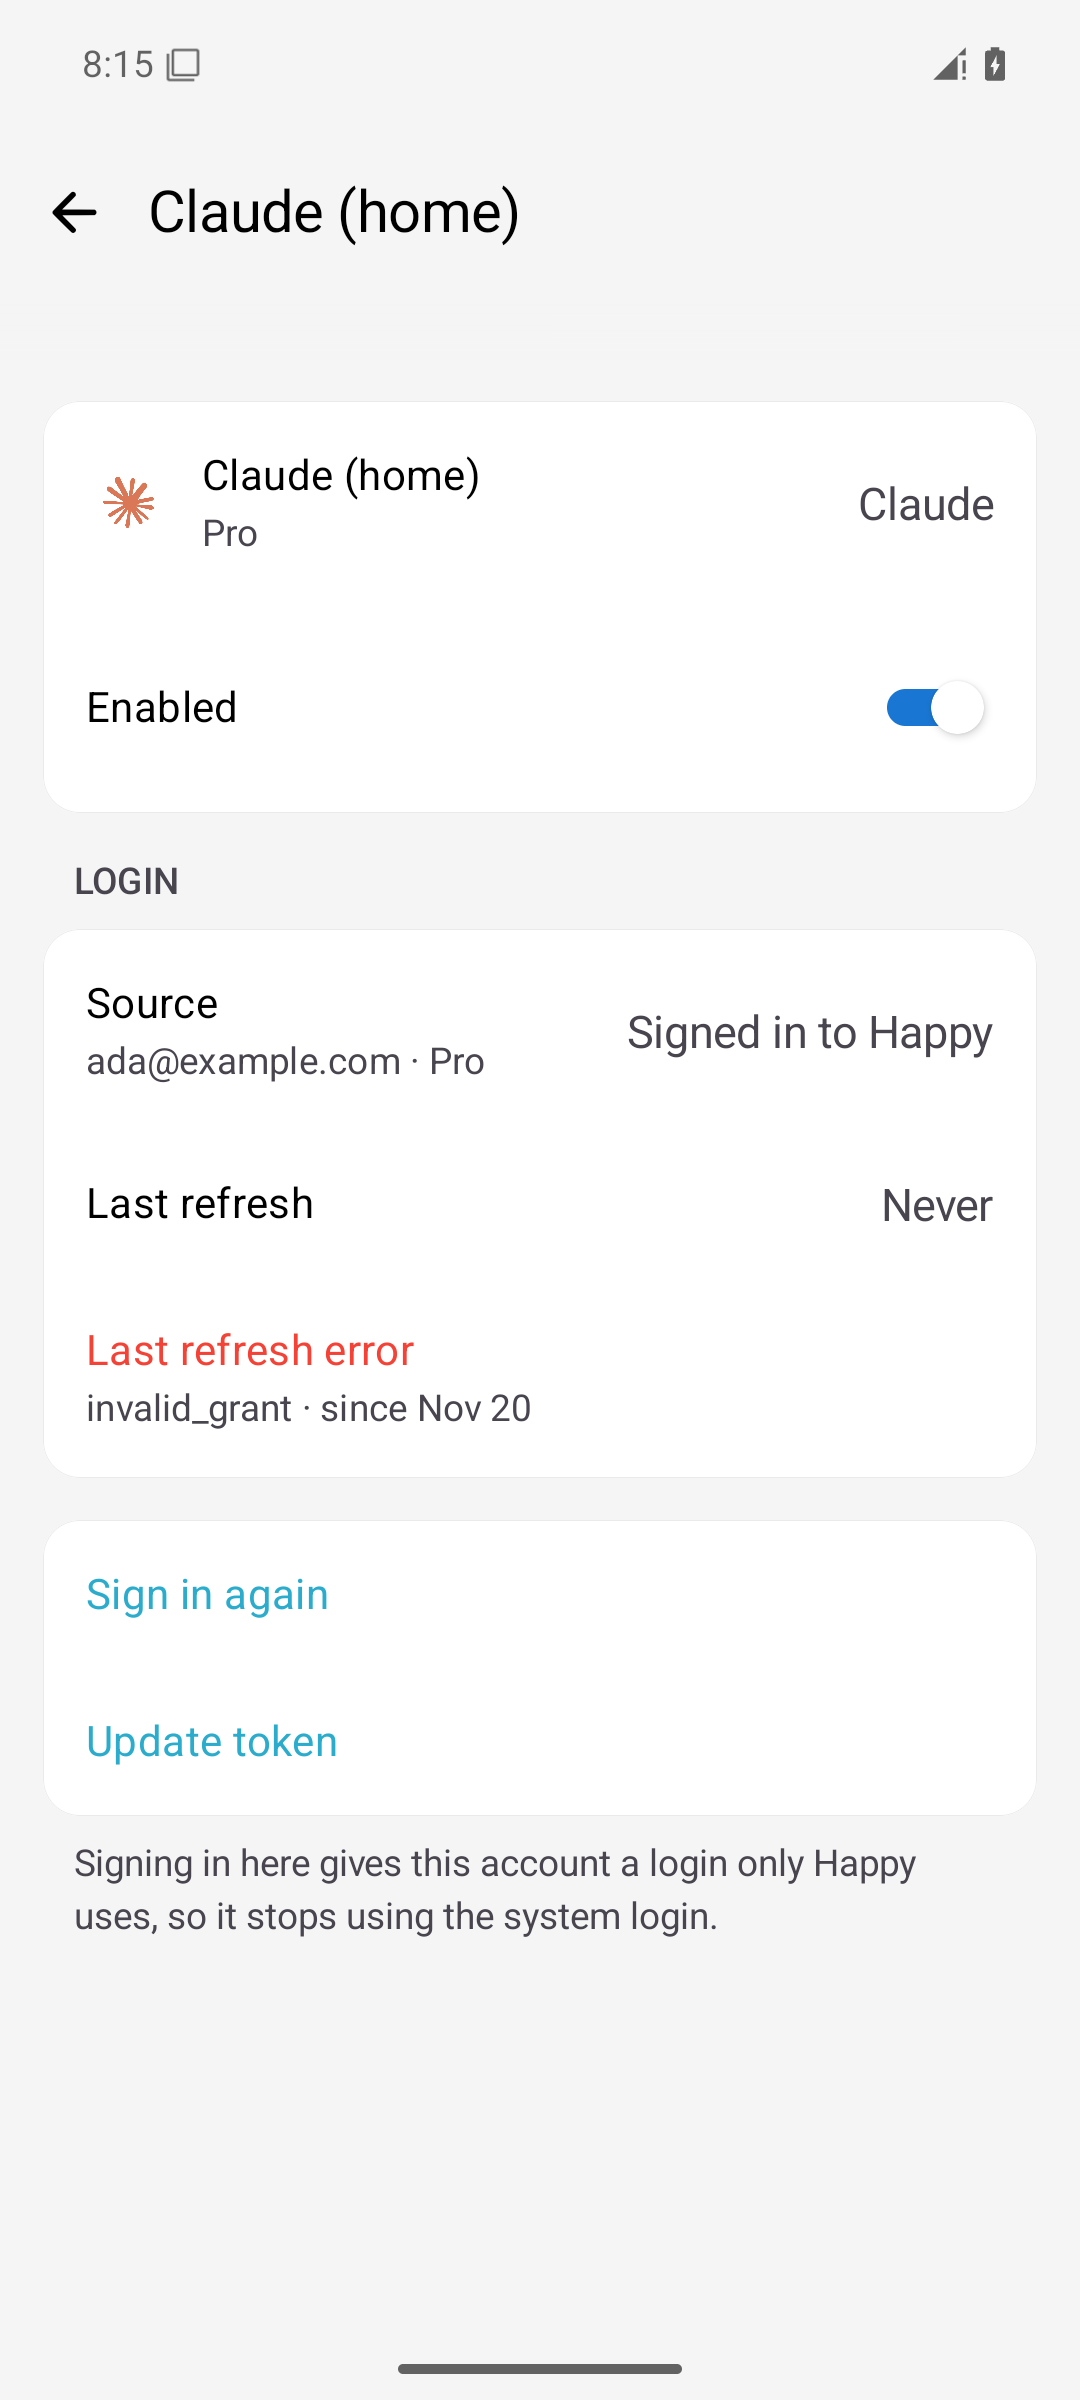 8:15
Claude (home)
Claude (home)
Pro
Claude
Enabled
LOGIN
Source
ada@example.com · Pro
Signed in to Happy
Last refresh
Never
Last refresh error
invalid_grant · since Nov 20
Sign in again
Update token
Signing in here gives this account a login only Happy
uses, so it stops using the system login.